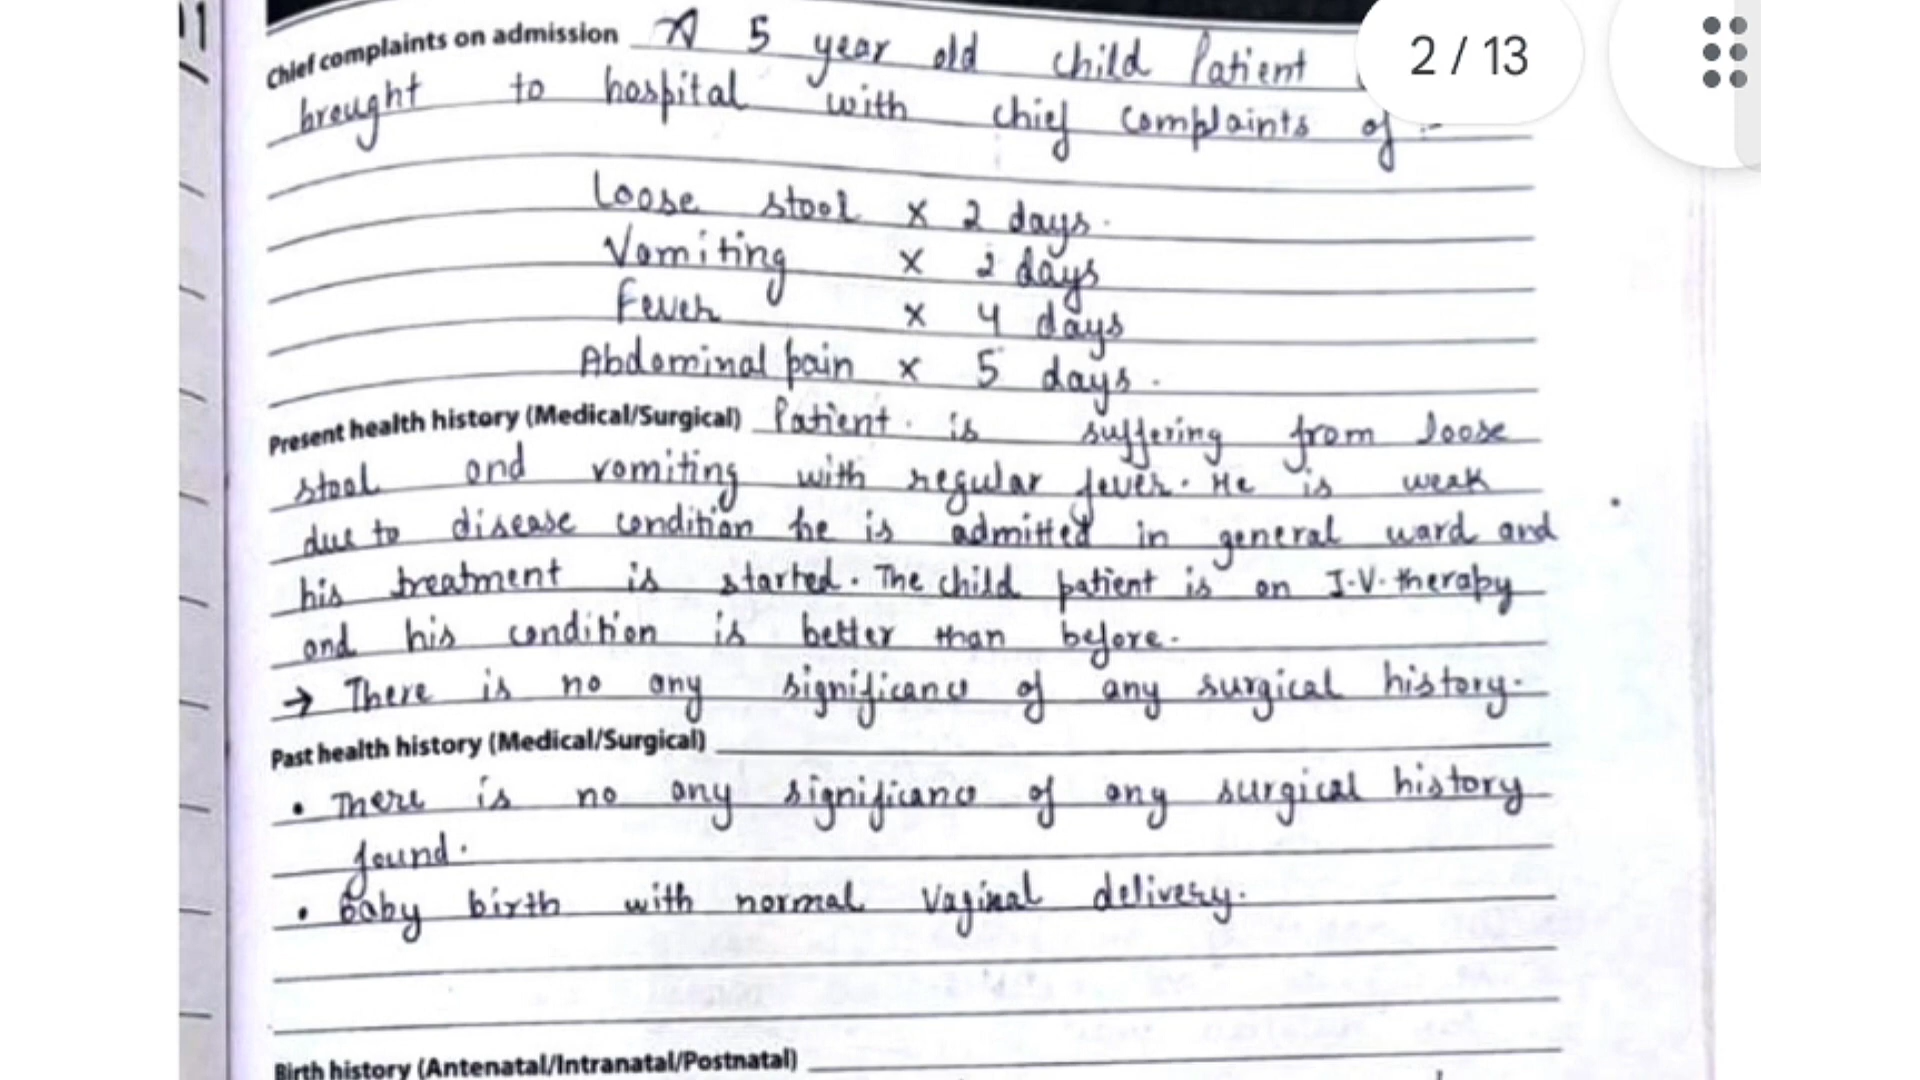 Chief complaints on admission A 5 year old child Patient
2 / 13
brought to hospital with chief complaints of :-
Loose stool x 2 days.
Vomiting x 2 days
Fever x 4 days
Abdominal pain x 5 days.
Present health history (Medical/Surgical) Patient. is suffering from loose
stool and vomiting with regular fever. He is weak
due to disease condition he is admitted in general ward and
his treatment is started. The child patient is on I.V. therapy
and his condition is better than before.
→ There is no any significance of any surgical history.
Past health history (Medical/Surgical)
• There is no any significance of any surgical history
found.
• Baby birth with normal vaginal delivery.
Birth history (Antenatal/Intranatal/Postnatal)